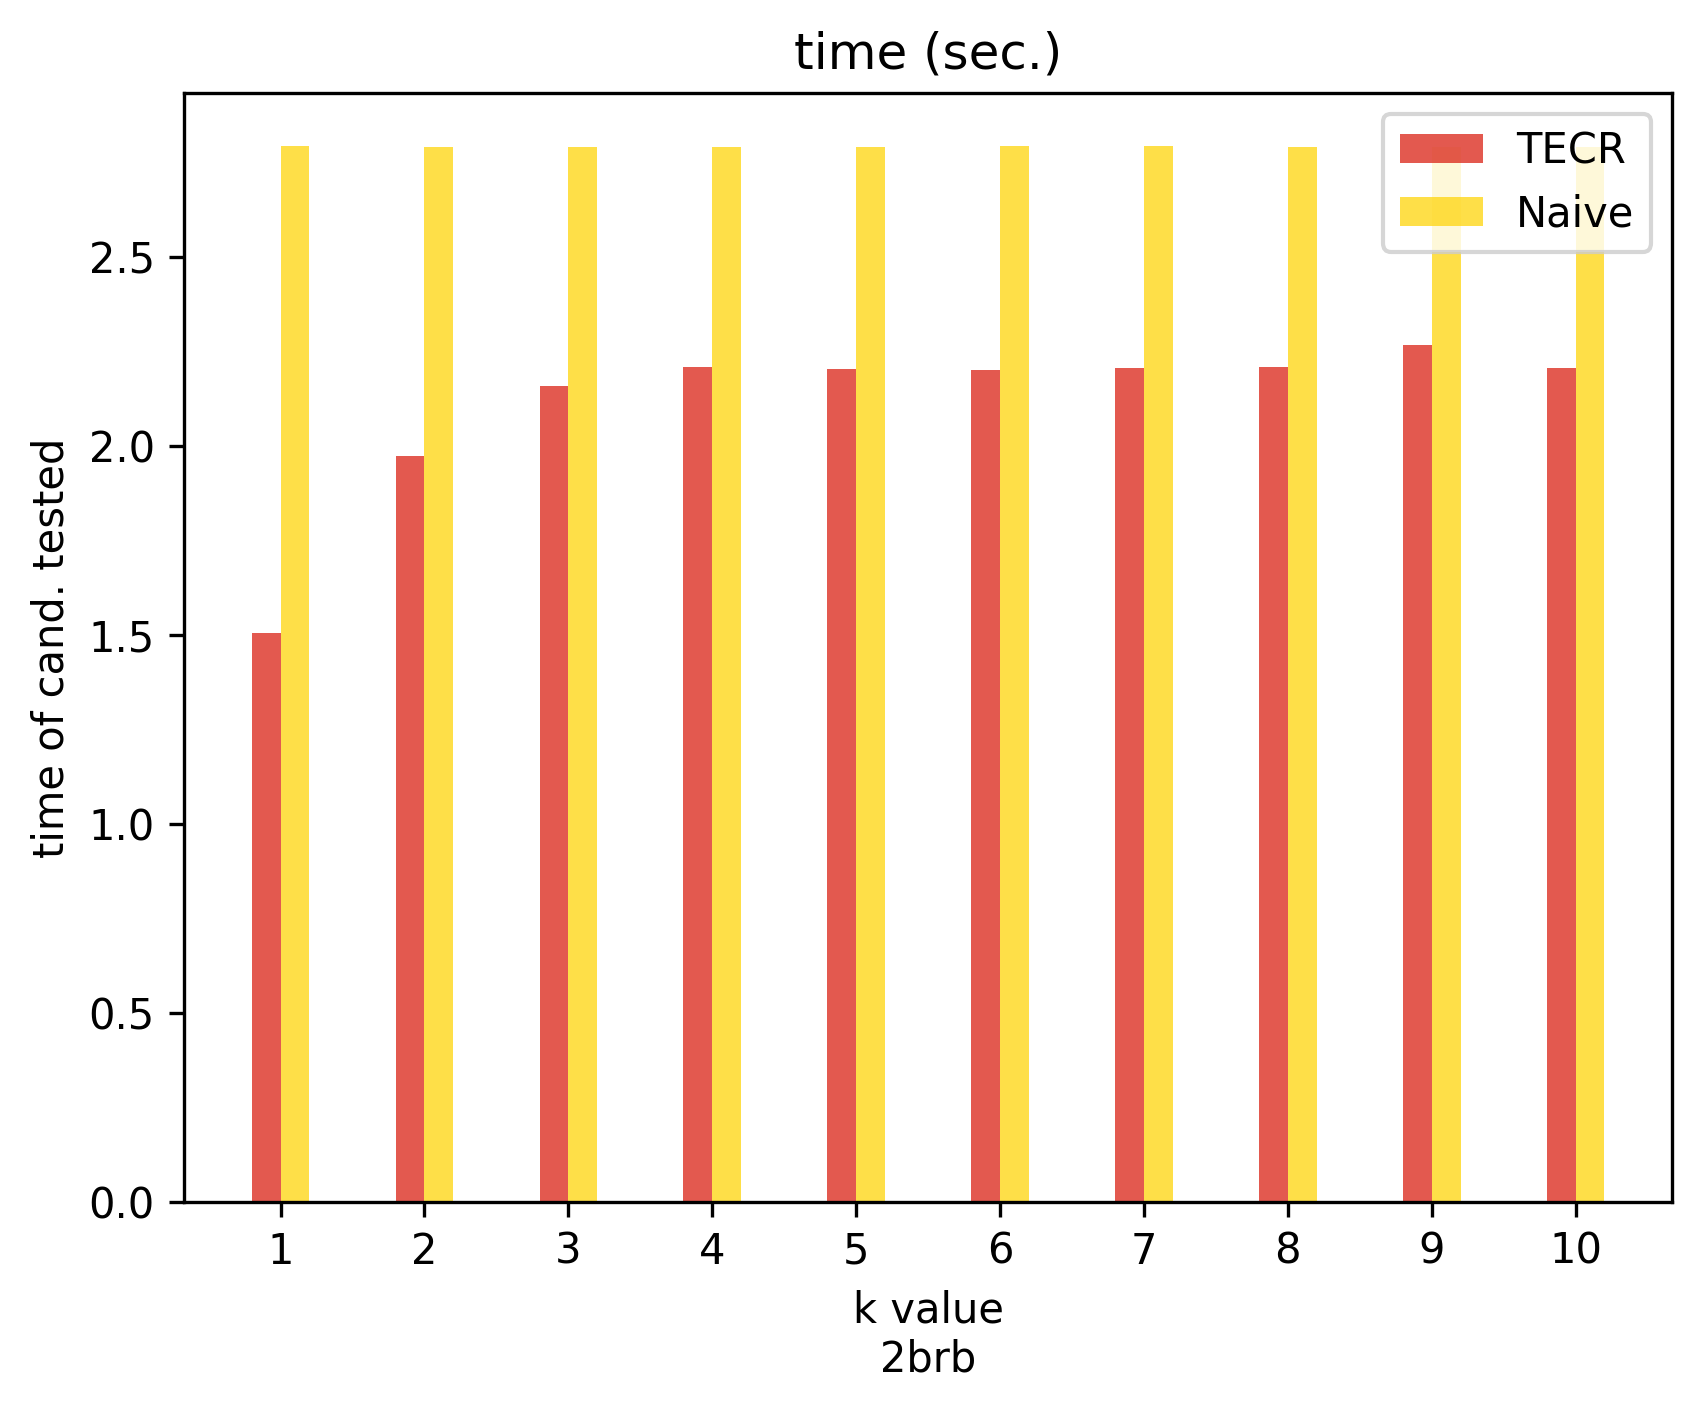 time (sec.)
TECR
Naive
time of cand. tested
2.5
2.0
1.5
1.0
0.5
0.0
1 2 3 4 5 6 7 8 9 10
k value
2brb